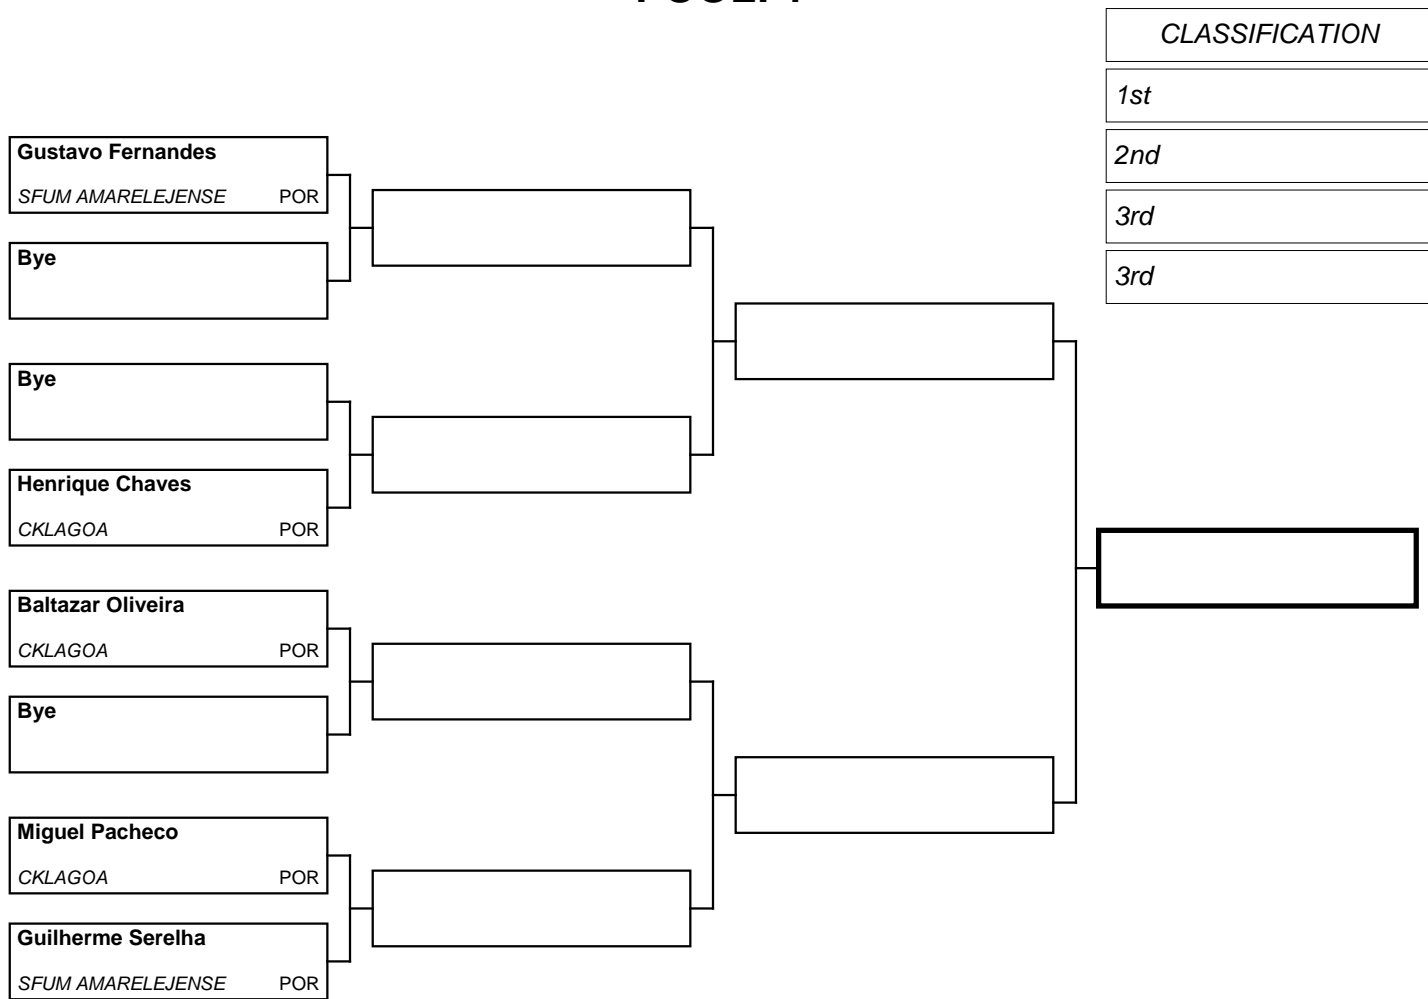 CLASSIFICATION
1st
2nd
3rd
3rd
Gustavo Fernandes
SFUM AMARELEJENSE POR
Bye
Bye
Henrique Chaves
CKLAGOA POR
Baltazar Oliveira
CKLAGOA POR
Bye
Miguel Pacheco
CKLAGOA POR
Guilherme Serelha
SFUM AMARELEJENSE POR